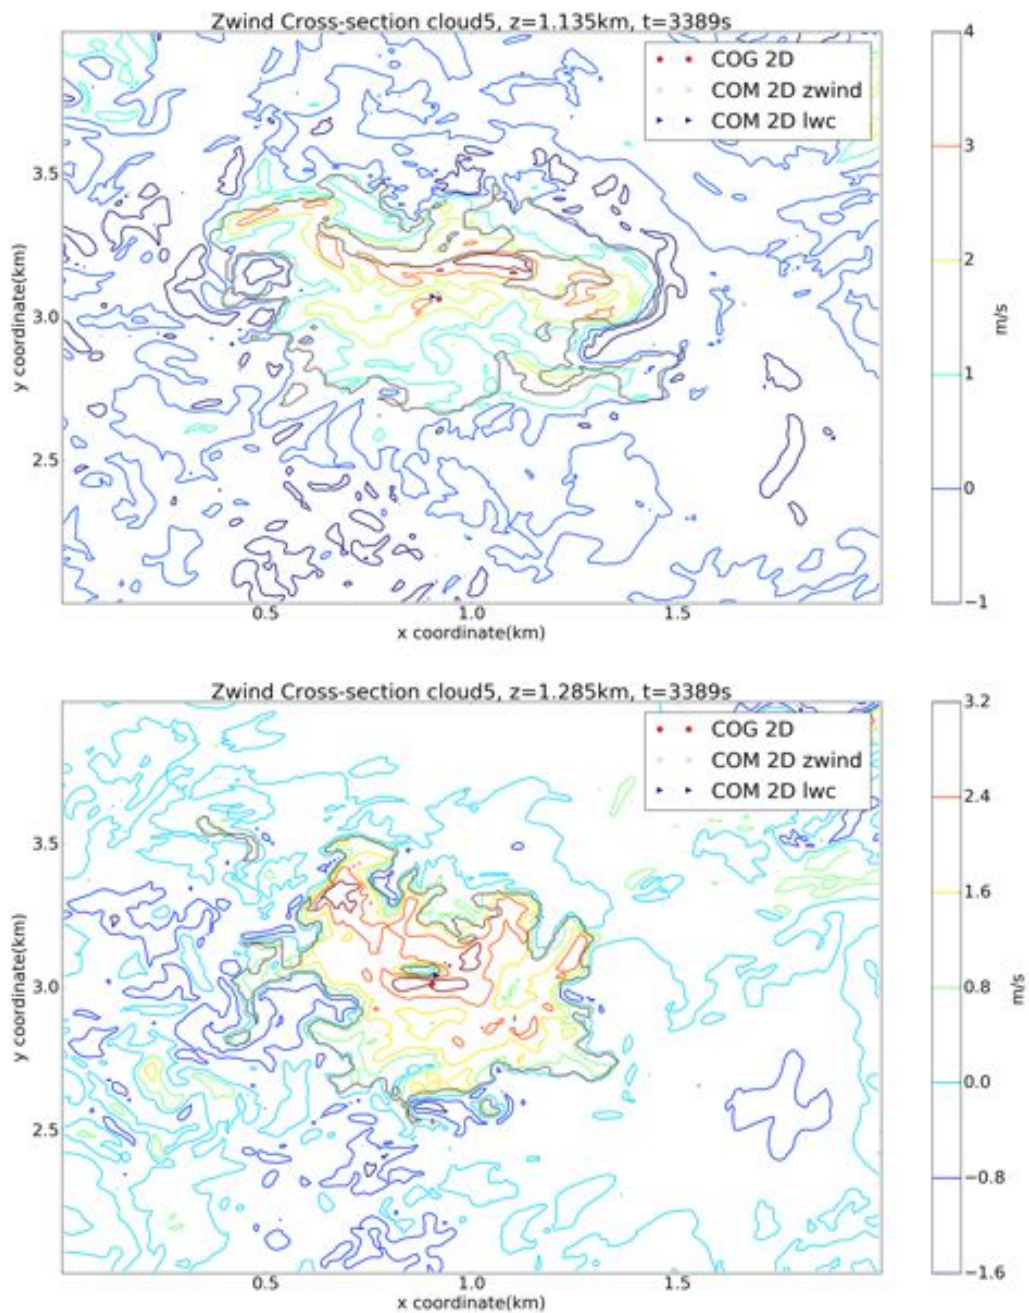 Zwind Cross-section cloud5, z=1.135km, t=3389s
COG 2D
COM 2D zwind
COM 2D lwc
3.5
3.0
2.5
y coordinate(km)
0.5 1.0 1.5
x coordinate(km)
4
3
2
1
0
−1
m/s
Zwind Cross-section cloud5, z=1.285km, t=3389s
COG 2D
COM 2D zwind
COM 2D lwc
3.5
3.0
2.5
y coordinate(km)
0.5 1.0 1.5
x coordinate(km)
3.2
2.4
1.6
0.8
0.0
−0.8
−1.6
m/s